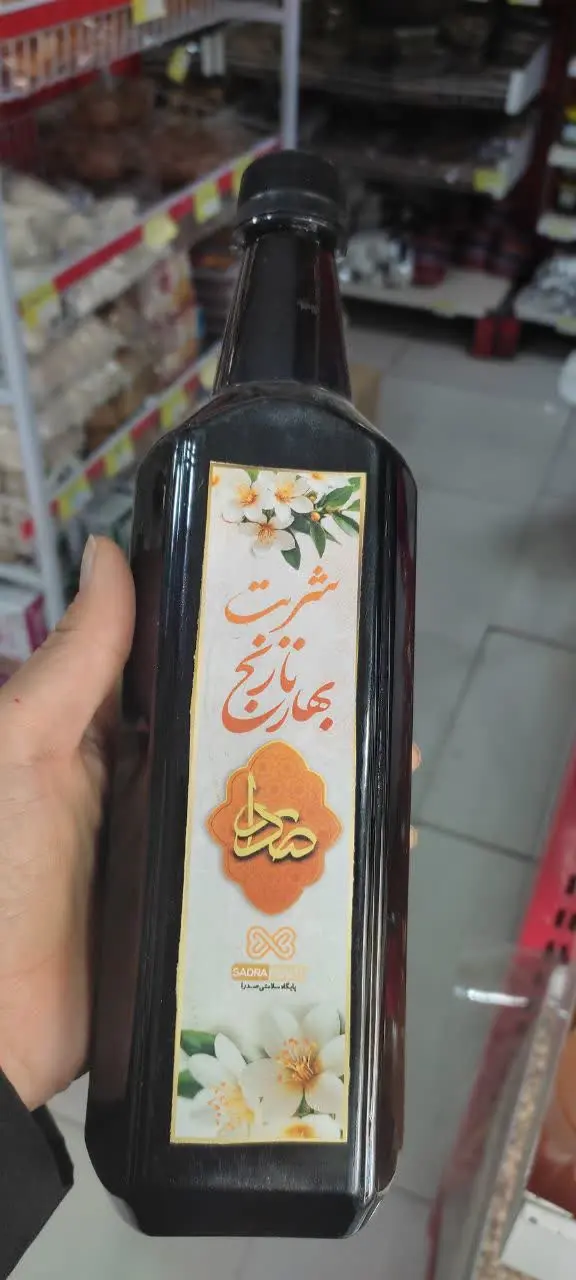 شربت
بهار نارنج
صدرا
SADRA
پایگاه سلامتی صدرا